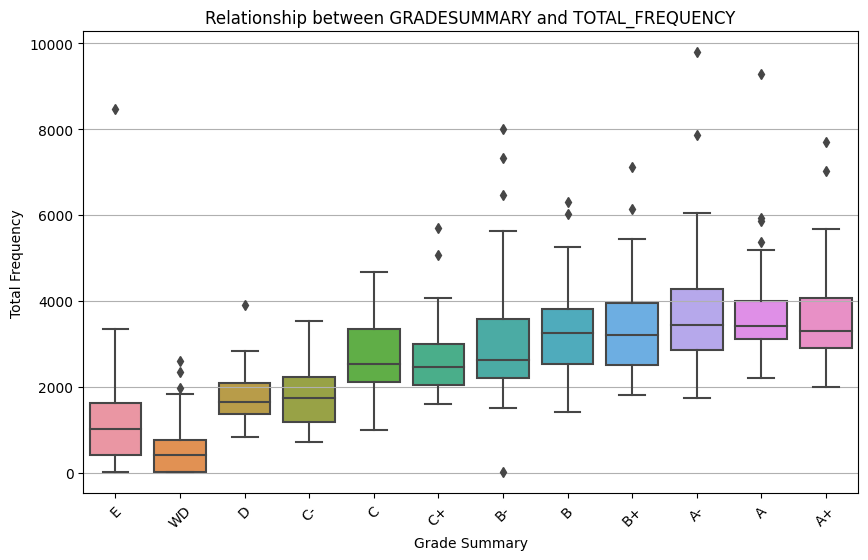 Relationship between GRADESUMMARY and TOTAL_FREQUENCY
10000
8000
6000
4000
2000
0
Total Frequency
E WD D C- C C+ B- B B+ A- A A+
Grade Summary